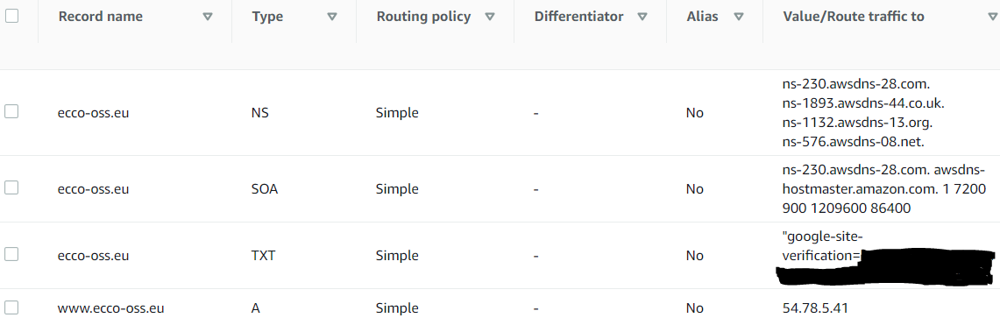 Record name Type Routing policy Differentiator Alias Value/Route traffic to
ecco-oss.eu NS Simple - No ns-230.awsdns-28.com.
ns-1893.awsdns-44.co.uk.
ns-1132.awsdns-13.org.
ns-576.awsdns-08.net.
ecco-oss.eu SOA Simple - No ns-230.awsdns-28.com. awsdns-
hostmaster.amazon.com. 1 7200
900 1209600 86400
ecco-oss.eu TXT Simple - No "google-site-
verification=
www.ecco-oss.eu A Simple - No 54.78.5.41